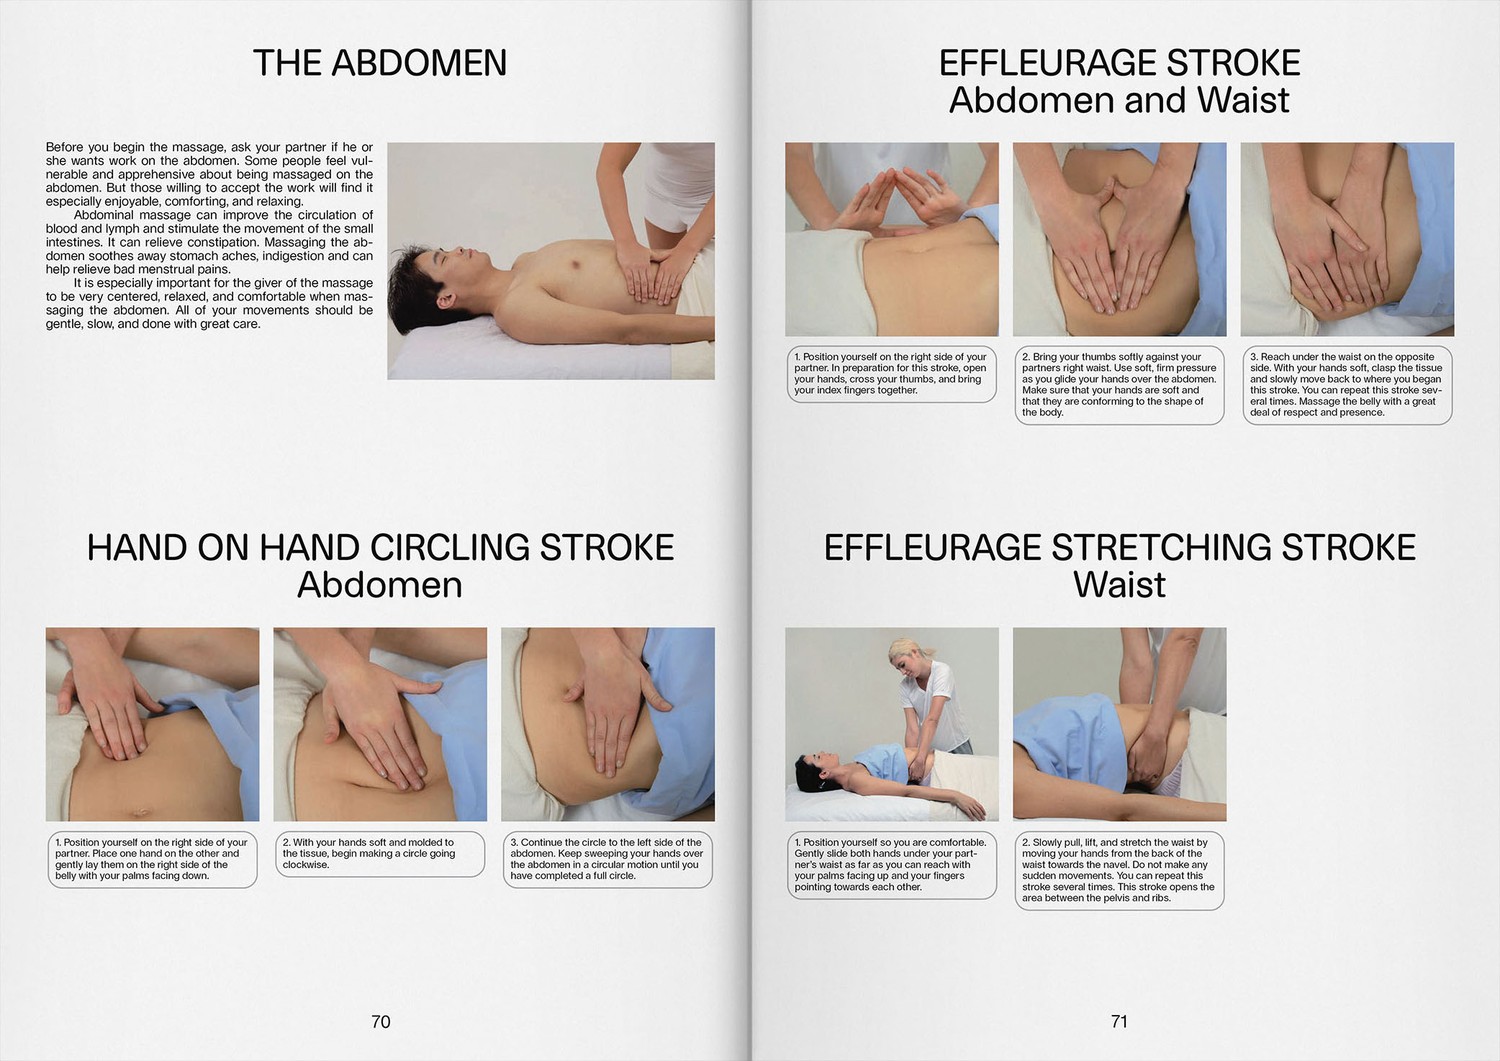 THE ABDOMEN
Before you begin the massage, ask your partner if he or
she wants work on the abdomen. Some people feel vul-
nerable and apprehensive about being massaged on the
abdomen. But those willing to accept the work will find it
especially enjoyable, comforting, and relaxing.
Abdominal massage can improve the circulation of
blood and lymph and stimulate the movement of the small
intestines. It can relieve constipation. Massaging the ab-
domen soothes away stomach aches, indigestion and can
help relieve bad menstrual pains.
It is especially important for the giver of the massage
to be very centered, relaxed, and comfortable when mas-
saging the abdomen. All of your movements should be
gentle, slow, and done with great care.
HAND ON HAND CIRCLING STROKE
Abdomen
1. Position yourself on the right side of your
partner. Place one hand on the other and
gently lay them on the right side of the
belly with your palms facing down.
2. With your hands soft and molded to
the tissue, begin making a circle going
clockwise.
3. Continue the circle to the left side of the
abdomen. Keep sweeping your hands over
the abdomen in a circular motion until you
have completed a full circle.
70
EFFLEURAGE STROKE
Abdomen and Waist
1. Position yourself on the right side of your
partner. In preparation for this stroke, open
your hands, cross your thumbs, and bring
your index fingers together.
2. Bring your thumbs softly against your
partners right waist. Use soft, firm pressure
as you glide your hands over the abdomen.
Make sure that your hands are soft and
that they are conforming to the shape of
the body.
3. Reach under the waist on the opposite
side. With your hands soft, clasp the tissue
and slowly move back to where you began
this stroke. You can repeat this stroke sev-
eral times. Massage the belly with a great
deal of respect and presence.
EFFLEURAGE STRETCHING STROKE
Waist
1. Position yourself so you are comfortable.
Gently slide both hands under your part-
ner's waist as far as you can reach with
your palms facing up and your fingers
pointing towards each other.
2. Slowly pull, lift, and stretch the waist by
moving your hands from the back of the
waist towards the navel. Do not make any
sudden movements. You can repeat this
stroke several times. This stroke opens the
area between the pelvis and ribs.
71